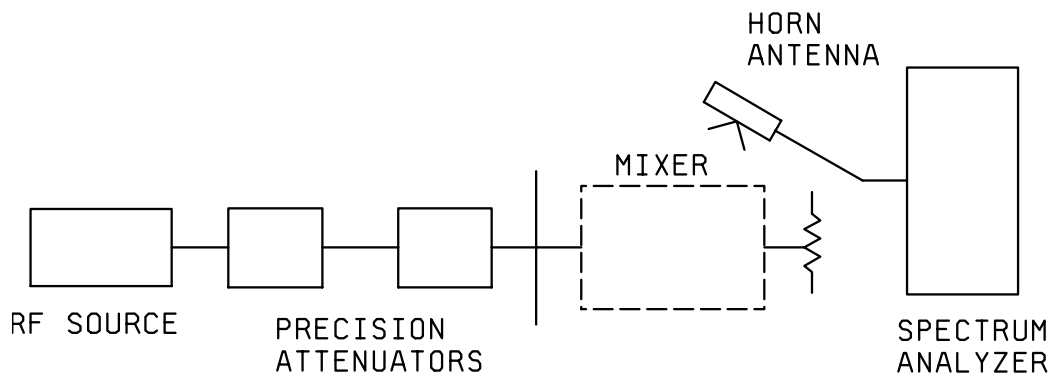 HORN
ANTENNA
MIXER
RF SOURCE
PRECISION
ATTENUATORS
SPECTRUM
ANALYZER